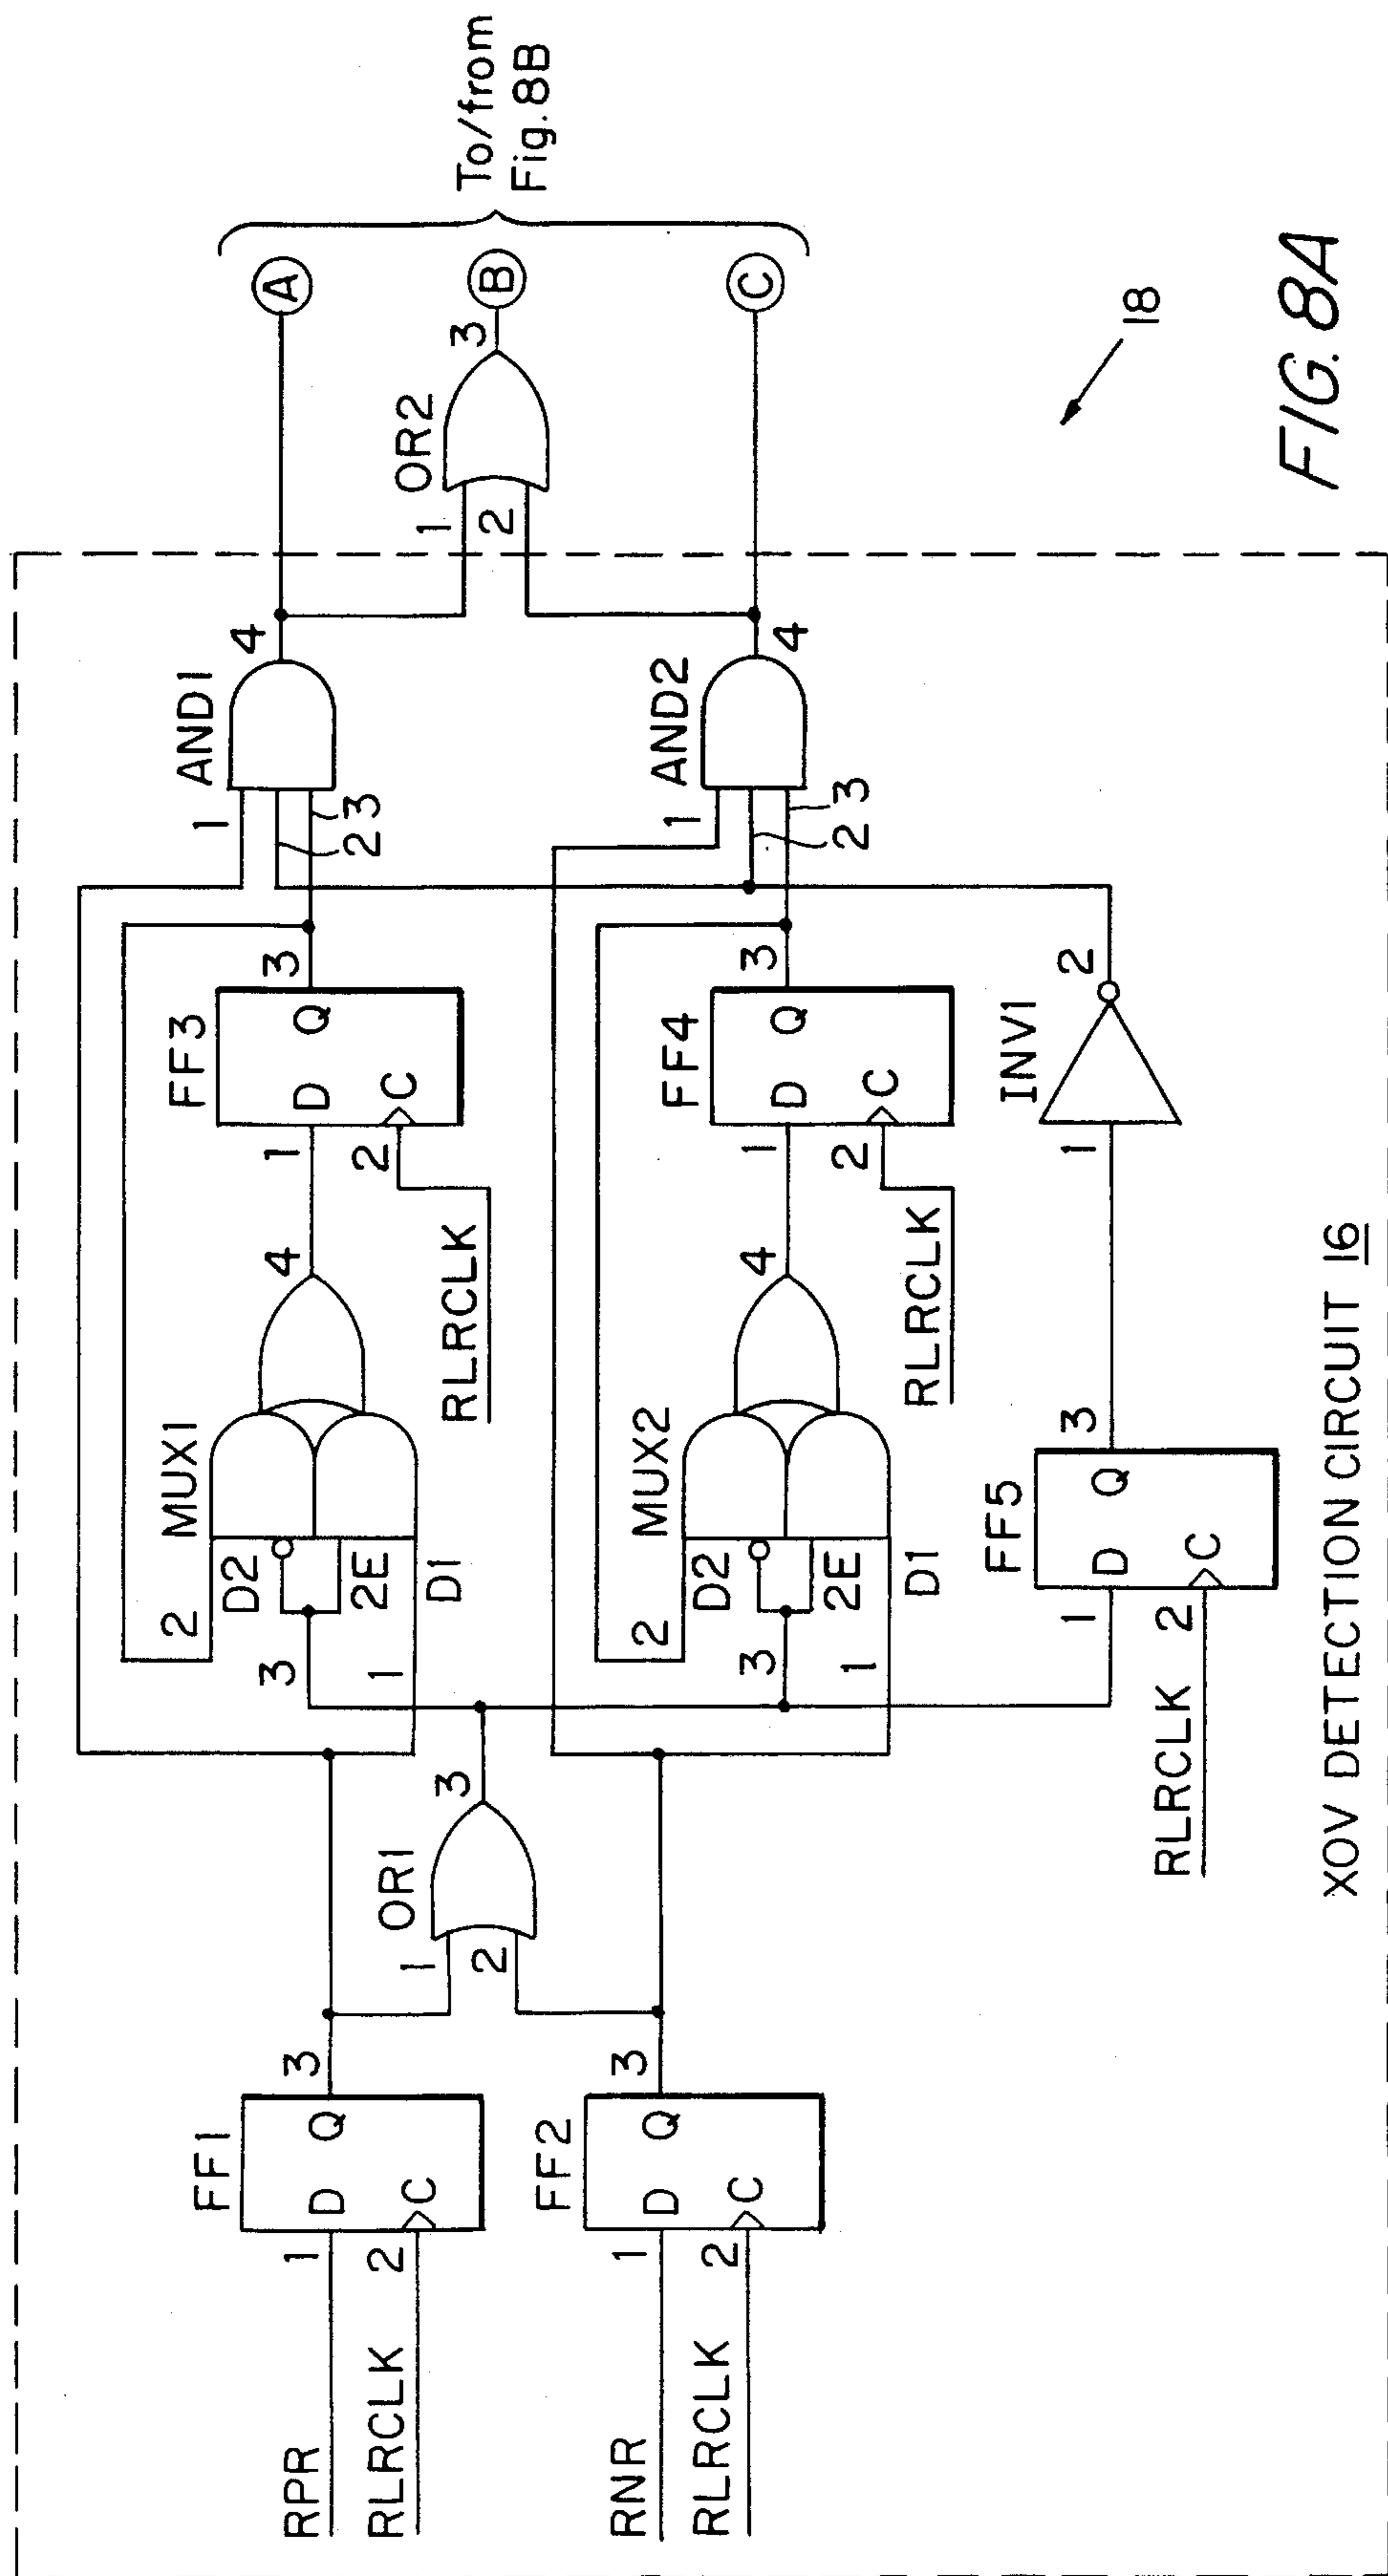 RPR
1
RLRCLK
2
FF1
D
Q
C
3
RNR
1
RLRCLK
2
FF2
D
Q
C
3
OR1
1
2
3
MUX1
2
D2
3
2E
1
D1
4
FF3
1
D
Q
2
C
3
RLRCLK
AND1
1
2
3
4
MUX2
2
D2
3
2E
1
D1
4
FF4
1
D
Q
2
C
3
RLRCLK
AND2
1
2
3
4
FF5
1
D
Q
2
C
3
RLRCLK
INV1
1
2
OR2
1
2
3
A
B
C
To/from
Fig.8B
18
XOV DETECTION CIRCUIT 16
FIG. 8A